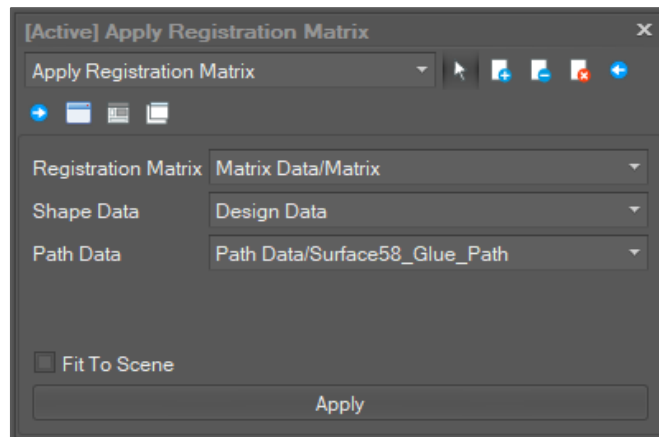 [Active] Apply Registration Matrix
Apply Registration Matrix
Registration Matrix Matrix Data/Matrix
Shape Data Design Data
Path Data Path Data/Surface58_Glue_Path
Fit To Scene
Apply